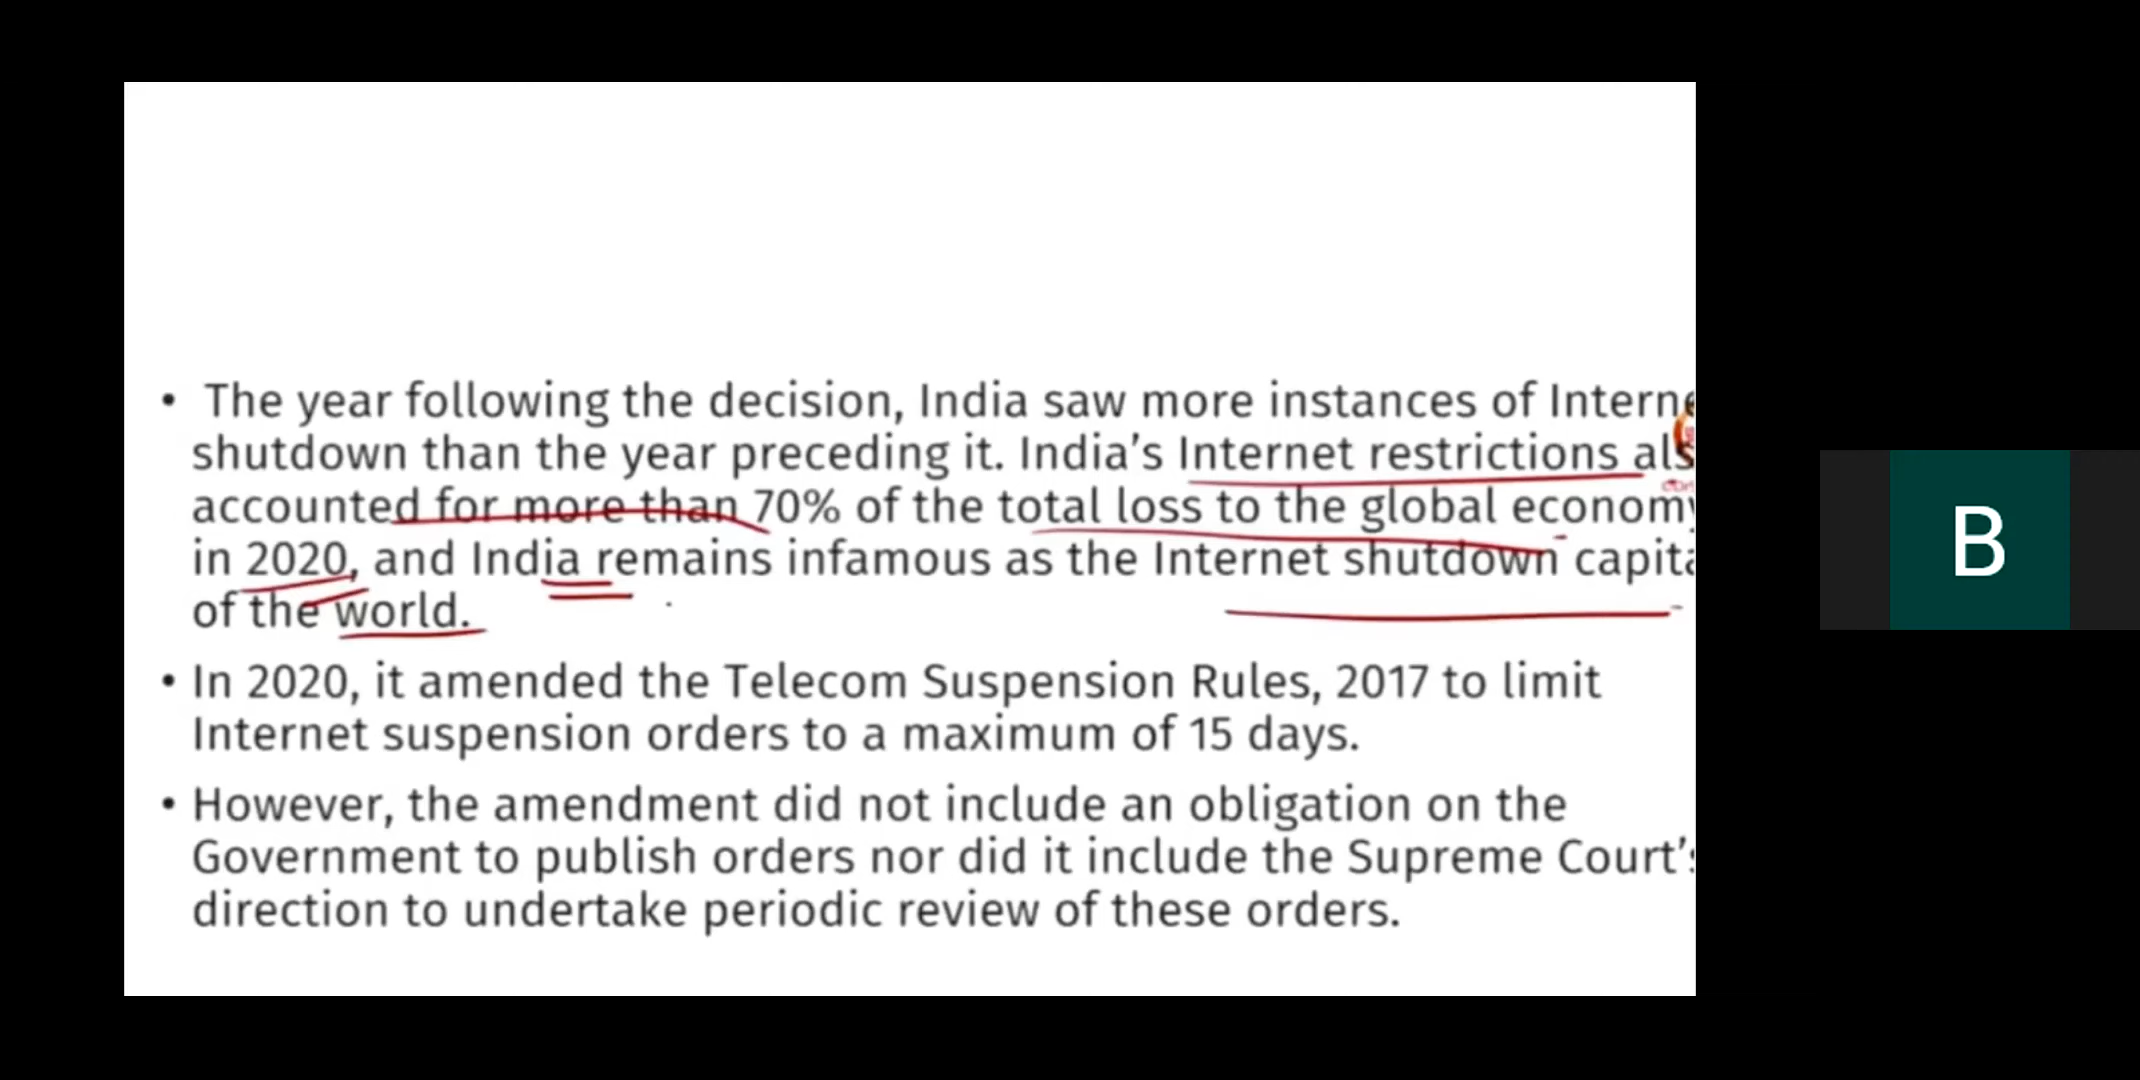 • The year following the decision, India saw more instances of Interne
shutdown than the year preceding it. India's Internet restrictions als
accounted for more than 70% of the total loss to the global economy
in 2020, and India remains infamous as the Internet shutdown capita
of the world.
• In 2020, it amended the Telecom Suspension Rules, 2017 to limit
Internet suspension orders to a maximum of 15 days.
• However, the amendment did not include an obligation on the
Government to publish orders nor did it include the Supreme Court's
direction to undertake periodic review of these orders.
B